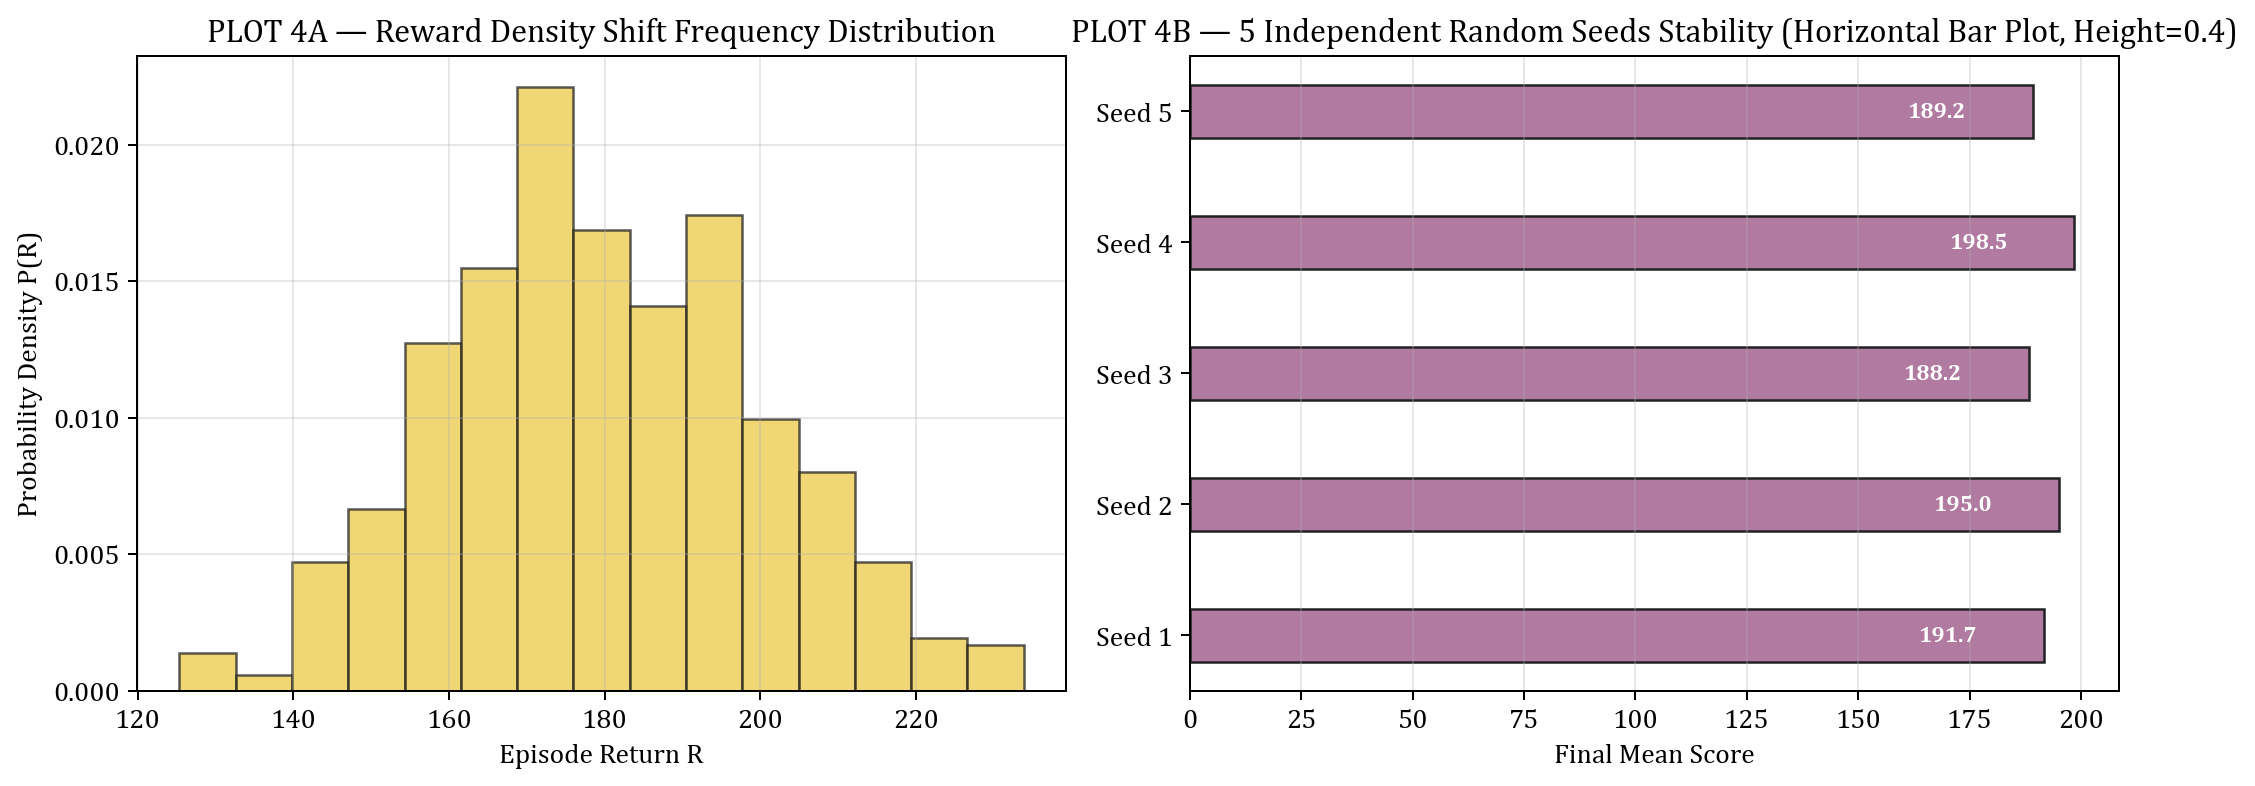 PLOT 4A — Reward Density Shift Frequency Distribution
Probability Density P(R)
0.020
0.015
0.010
0.005
0.000
120 140 160 180 200 220
Episode Return R
PLOT 4B — 5 Independent Random Seeds Stability (Horizontal Bar Plot, Height=0.4)
Seed 5 189.2
Seed 4 198.5
Seed 3 188.2
Seed 2 195.0
Seed 1 191.7
0 25 50 75 100 125 150 175 200
Final Mean Score